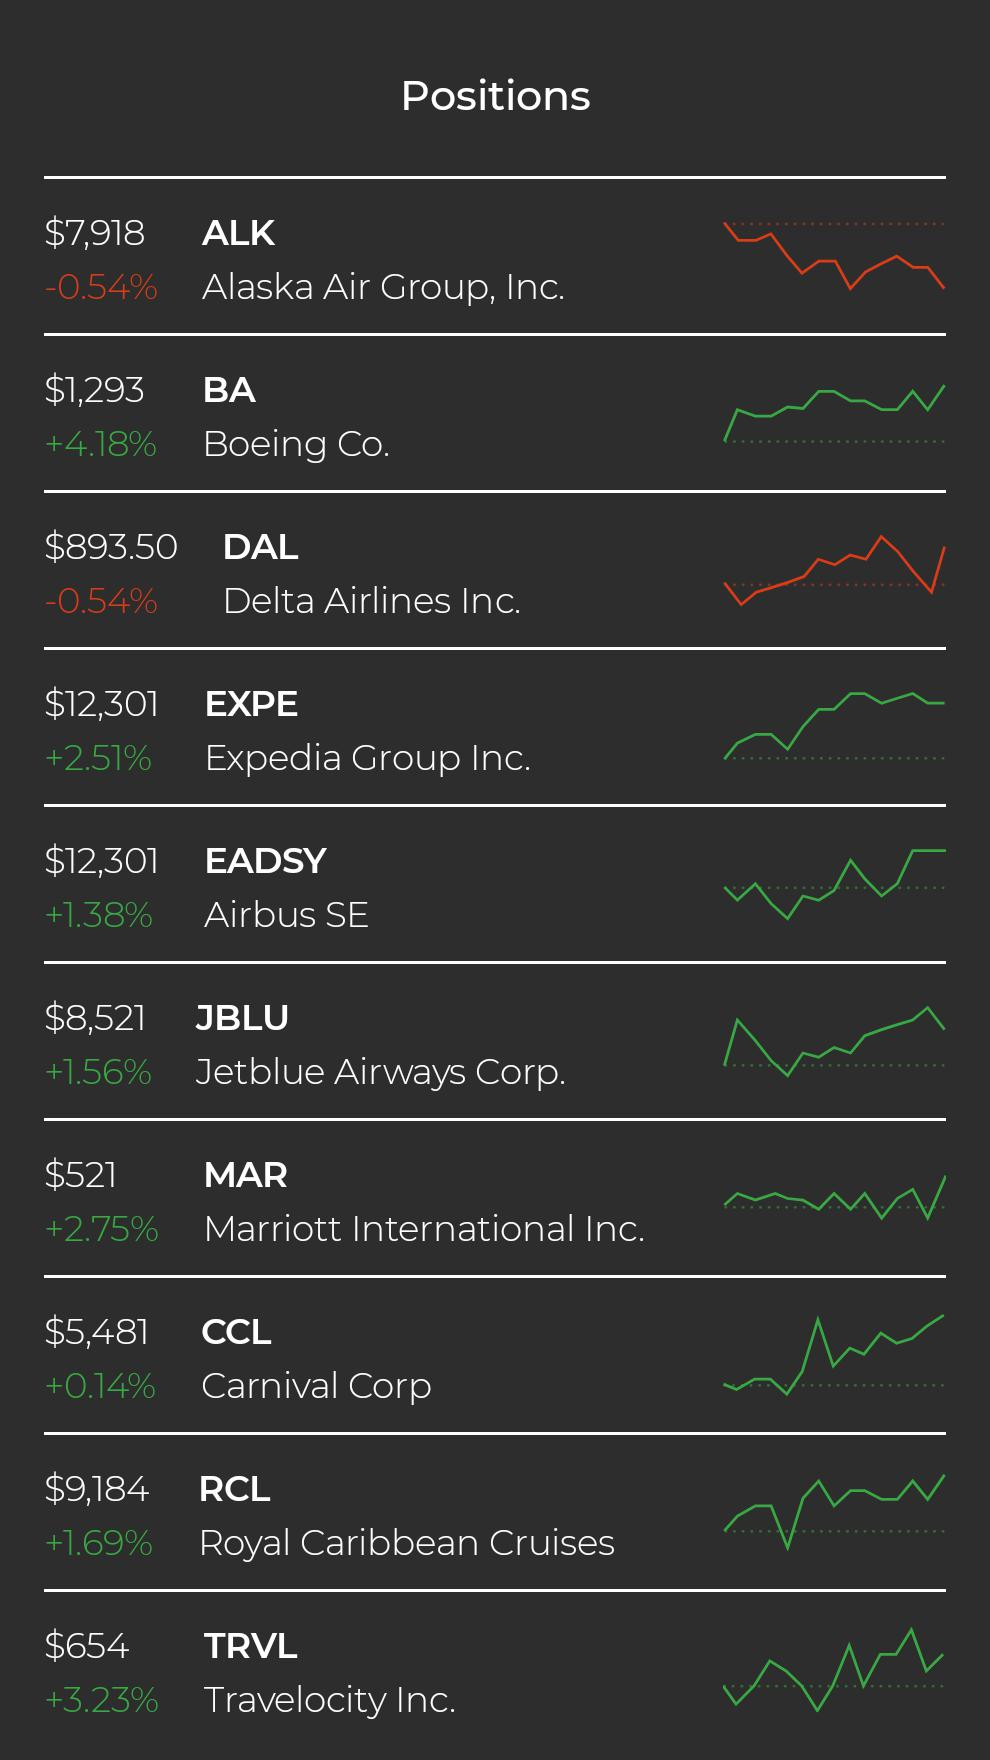 Positions
$7,918 ALK
-0.54% Alaska Air Group, Inc.
$1,293 BA
+4.18% Boeing Co.
$893.50 DAL
-0.54% Delta Airlines Inc.
$12,301 EXPE
+2.51% Expedia Group Inc.
$12,301 EADSY
+1.38% Airbus SE
$8,521 JBLU
+1.56% Jetblue Airways Corp.
$521 MAR
+2.75% Marriott International Inc.
$5,481 CCL
+0.14% Carnival Corp
$9,184 RCL
+1.69% Royal Caribbean Cruises
$654 TRVL
+3.23% Travelocity Inc.